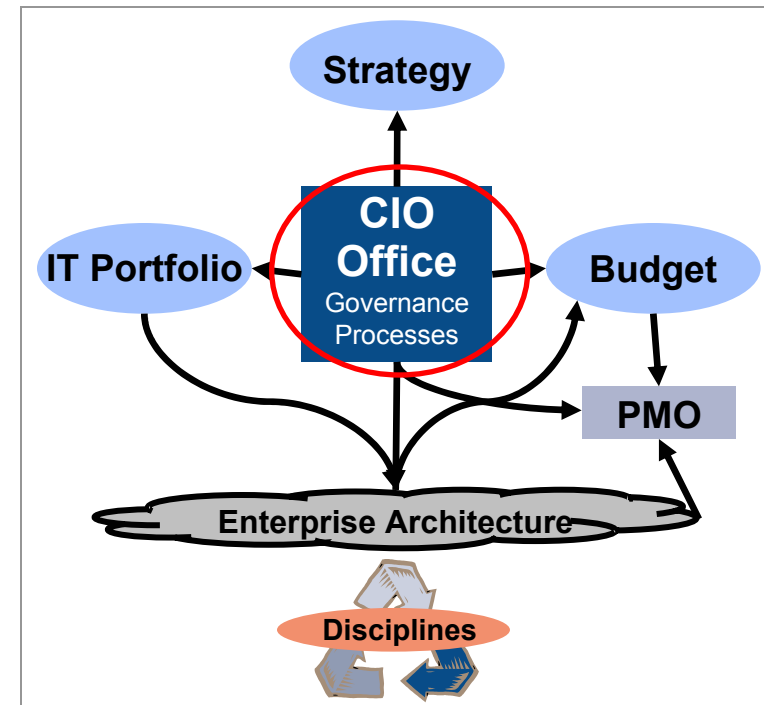 Strategy
CIO
Office
Governance
Processes
IT Portfolio
Budget
PMO
Enterprise Architecture
Disciplines